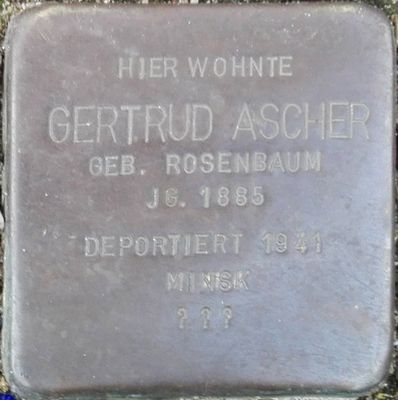 HIER WOHNTE
GERTRUD ASCHER
GEB. ROSENBAUM
JG. 1885
DEPORTIERT 1941
MINSK
???